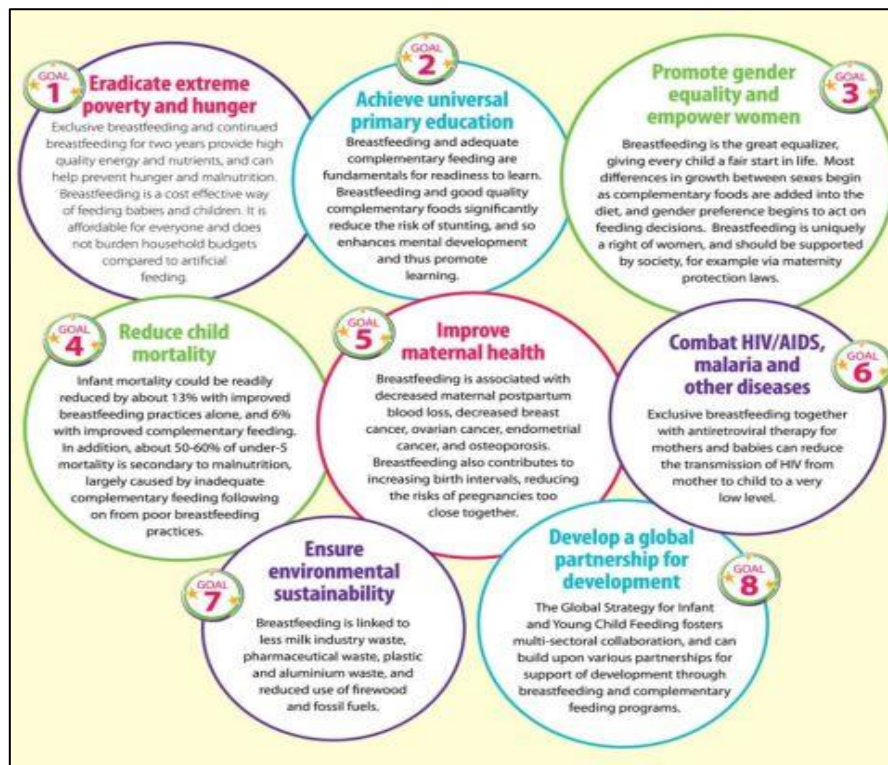 GOAL
1
Eradicate extreme
poverty and hunger
Exclusive breastfeeding and continued
breastfeeding for two years provide high
quality energy and nutrients, and can
help prevent hunger and malnutrition.
Breastfeeding is a cost effective way
of feeding babies and children. It is
affordable for everyone and does
not burden household budgets
compared to artificial
feeding.
GOAL
2
Achieve universal
primary education
Breastfeeding and adequate
complementary feeding are
fundamentals for readiness to learn.
Breastfeeding and good quality
complementary foods significantly
reduce the risk of stunting, and so
enhances mental development
and thus promote
learning.
GOAL
3
Promote gender
equality and
empower women
Breastfeeding is the great equalizer,
giving every child a fair start in life. Most
differences in growth between sexes begin
as complementary foods are added into the
diet, and gender preference begins to act on
feeding decisions. Breastfeeding is uniquely
a right of women, and should be supported
by society, for example via maternity
protection laws.
GOAL
4
Reduce child
mortality
Infant mortality could be readily
reduced by about 13% with improved
breastfeeding practices alone, and 6%
with improved complementary feeding.
In addition, about 50-60% of under-5
mortality is secondary to malnutrition,
largely caused by inadequate
complementary feeding following
on from poor breastfeeding
practices.
GOAL
5
Improve
maternal health
Breastfeeding is associated with
decreased maternal postpartum
blood loss, decreased breast
cancer, ovarian cancer, endometrial
cancer, and osteoporosis.
Breastfeeding also contributes to
increasing birth intervals, reducing
the risks of pregnancies too
close together.
GOAL
6
Combat HIV/AIDS,
malaria and
other diseases
Exclusive breastfeeding together
with antiretroviral therapy for
mothers and babies can reduce
the transmission of HIV from
mother to child to a very
low level.
GOAL
7
Ensure
environmental
sustainability
Breastfeeding is linked to
less milk industry waste,
pharmaceutical waste, plastic
and aluminium waste, and
reduced use of firewood
and fossil fuels.
GOAL
8
Develop a global
partnership for
development
The Global Strategy for Infant
and Young Child Feeding fosters
multi-sectoral collaboration, and can
build upon various partnerships for
support of development through
breastfeeding and complementary
feeding programs.